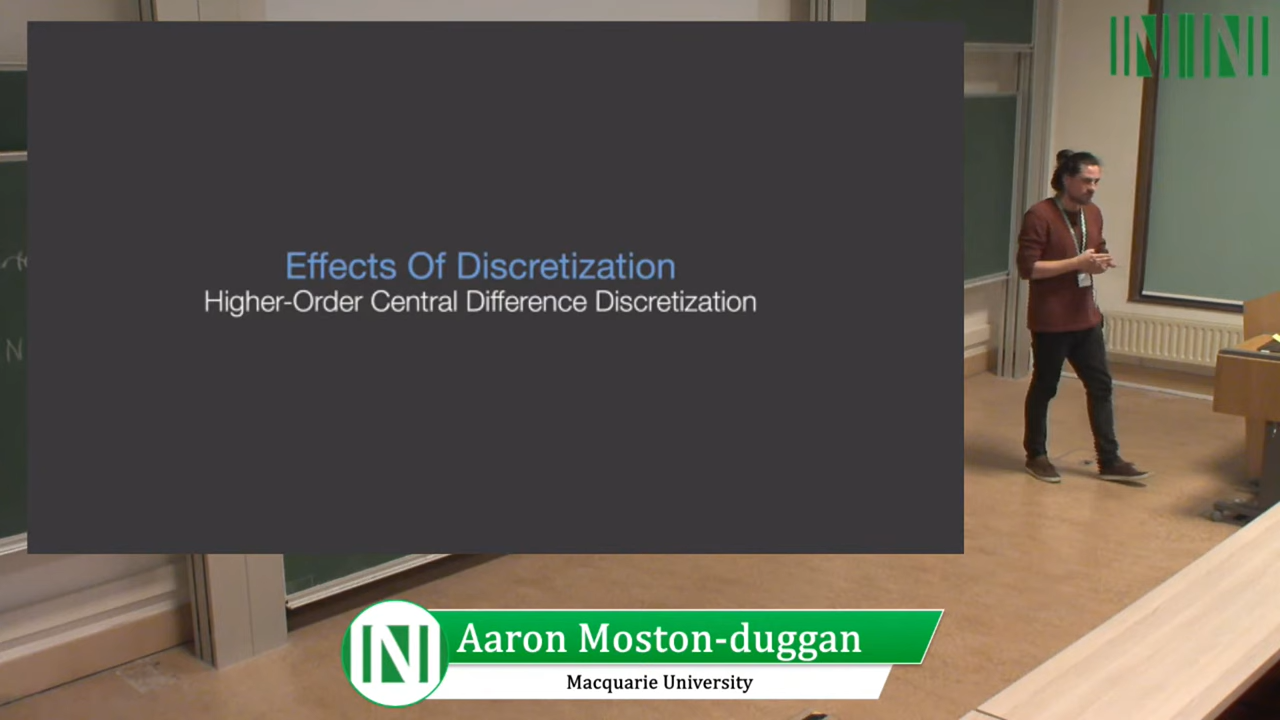 Effects Of Discretization
Higher-Order Central Difference Discretization
N
Aaron Moston-duggan
Macquarie University